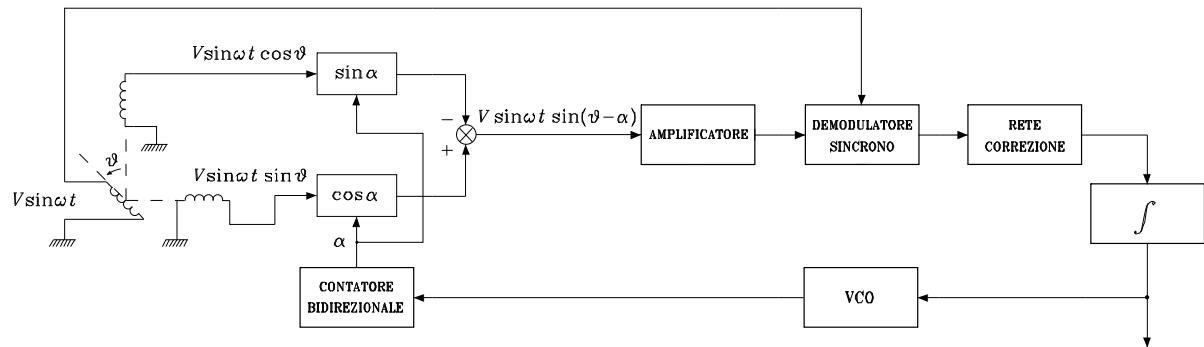 V sinωt cosϑ
sin α
−
+
V sinωt sin(ϑ−α)
AMPLIFICATORE
DEMODULATORE
SINCRONO
RETE
CORREZIONE
ϑ
V sinωt
V sinωt sinϑ
cos α
∫
α
CONTATORE
BIDIREZIONALE
VCO